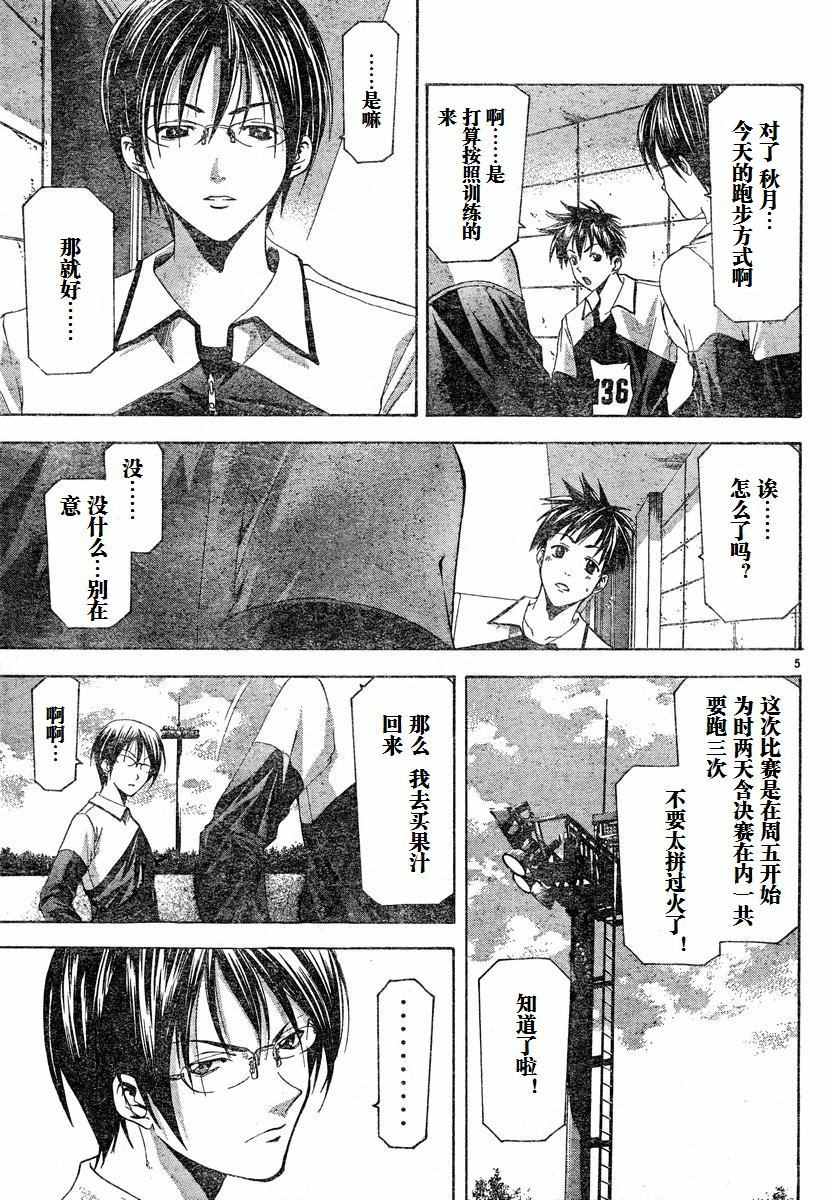 对了 秋月…
今天的跑步方式啊
啊……是
打算按照训练的
来
136
……是嘛
那就好……
诶……
怎么了吗?
没……
没什么…别在
意
5
这次比赛是在周五开始
为时两天含决赛在内一共
要跑三次
不要太拼过火了!
知道了啦!
那么 我去买果汁
回来
啊啊…
………